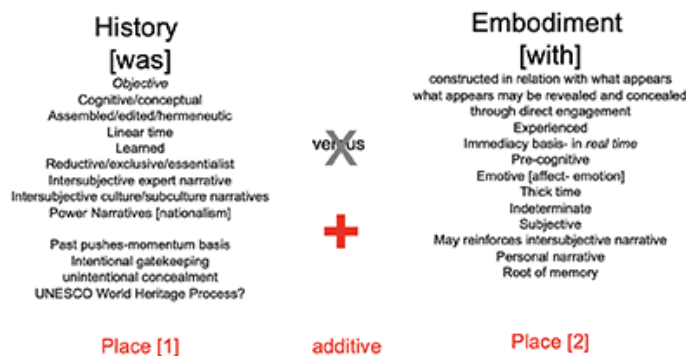 History
[was]
Objective
Cognitive/conceptual
Assembled/edited/hermeneutic
Linear time
Learned
Reductive/exclusive/essentialist
Intersubjective expert narrative
Intersubjective culture/subculture narratives
Power Narratives [nationalism]
Past pushes-momentum basis
Intentional gatekeeping
unintentional concealment
UNESCO World Heritage Process?
Place [1]
versus
X
+
additive
Embodiment
[with]
constructed in relation with what appears
what appears may be revealed and concealed
through direct engagement
Experienced
Immediacy basis- in real time
Pre-cognitive
Emotive [affect- emotion]
Thick time
Indeterminate
Subjective
May reinforces intersubjective narrative
Personal narrative
Root of memory
Place [2]